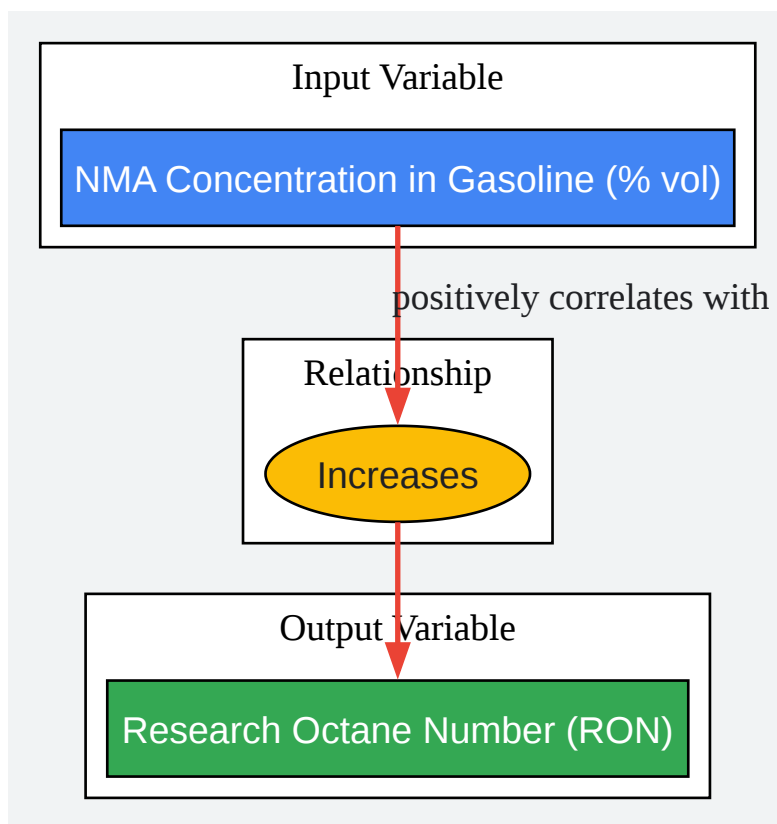 Input Variable
NMA Concentration in Gasoline (% vol)
positively correlates with
Relationship
Increases
Output Variable
Research Octane Number (RON)